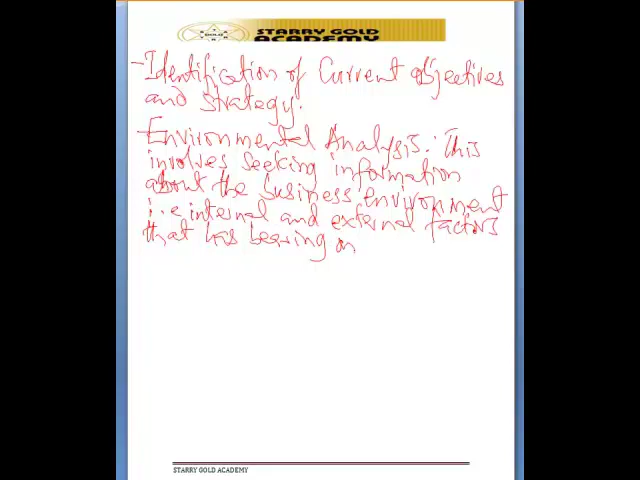 STARRY GOLD
ACADEMY
- Identification of Current objectives
and strategy.
- Environmental Analysis: This
involves seeking information
about the business environment
i.e internal and external factors
that has bearing on
STARRY GOLD ACADEMY